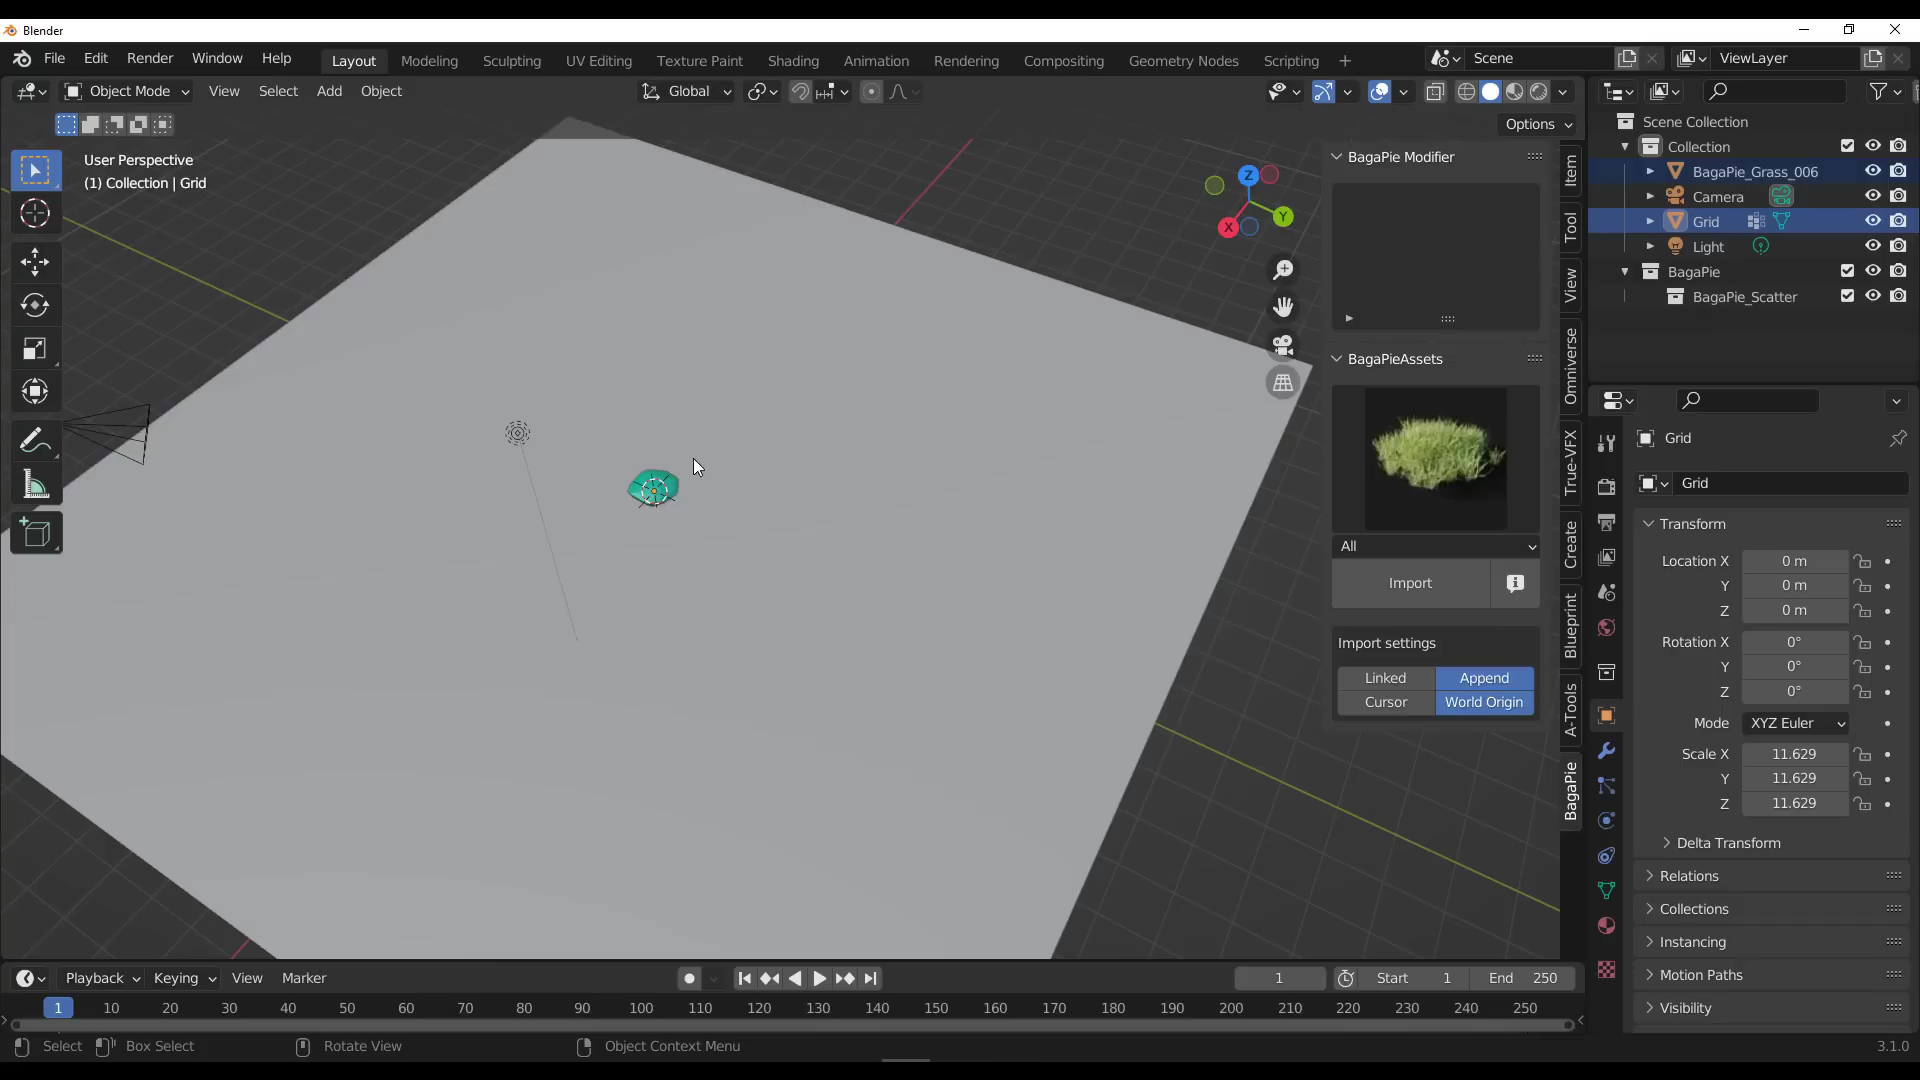 Blender
File Edit Render Window Help Layout Modeling Sculpting UV Editing Texture Paint Shading Animation Rendering Compositing Geometry Nodes Scripting + Scene ViewLayer
Object Mode View Select Add Object Global
Options
User Perspective
(1) Collection | Grid
Z
Y
X
BagaPie Modifier
BagaPieAssets
All
Import
Import settings
Linked Append
Cursor World Origin
Item
Tool
View
Omniverse
True-VFX
Create
Blueprint
A-Tools
BagaPie
Scene Collection
Collection
BagaPie_Grass_006
Camera
Grid
Light
BagaPie
BagaPie_Scatter
Grid
Grid
Transform
Location X 0 m
Y 0 m
Z 0 m
Rotation X 0°
Y 0°
Z 0°
Mode XYZ Euler
Scale X 11.629
Y 11.629
Z 11.629
Delta Transform
Relations
Collections
Instancing
Motion Paths
Visibility
Playback Keying View Marker 1 Start 1 End 250
1 10 20 30 40 50 60 70 80 90 100 110 120 130 140 150 160 170 180 190 200 210 220 230 240 250
Select Box Select Rotate View Object Context Menu 3.1.0